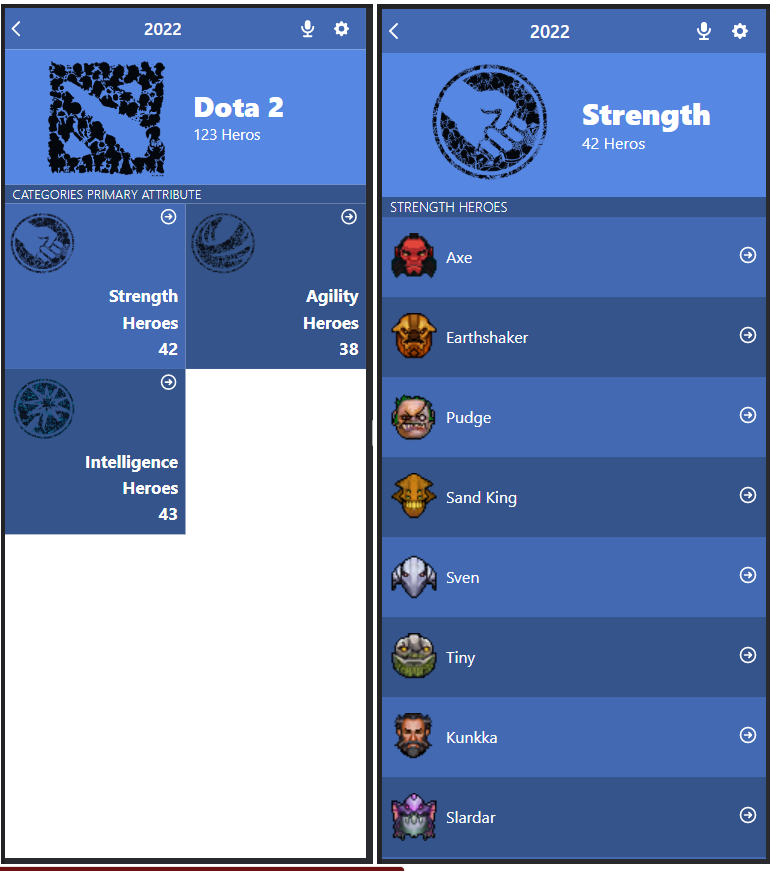 2022
Dota 2
123 Heros
CATEGORIES PRIMARY ATTRIBUTE
Strength
Heroes
42
Agility
Heroes
38
Intelligence
Heroes
43
2022
Strength
42 Heros
STRENGTH HEROES
Axe
Earthshaker
Pudge
Sand King
Sven
Tiny
Kunkka
Slardar